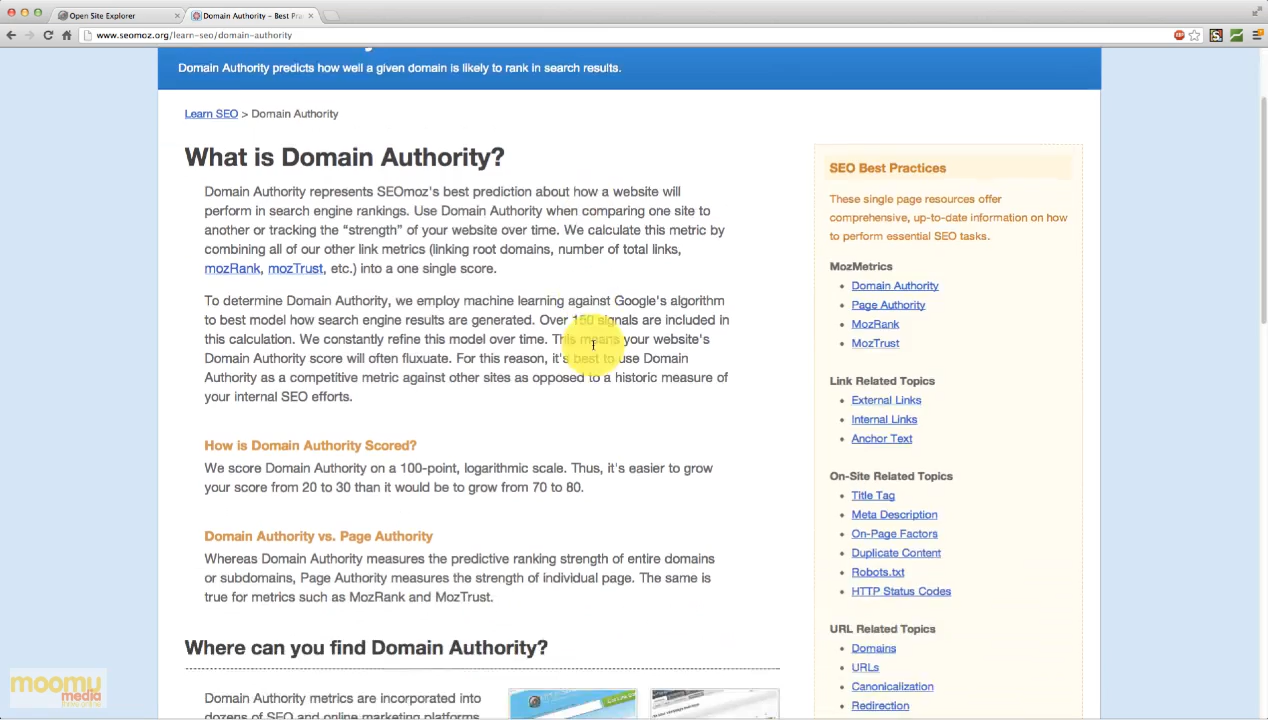 Open Site Explorer
Domain Authority - Best Pra
www.seomoz.org/learn-seo/domain-authority
Domain Authority predicts how well a given domain is likely to rank in search results.
Learn SEO > Domain Authority
What is Domain Authority?
Domain Authority represents SEOmoz's best prediction about how a website will
perform in search engine rankings. Use Domain Authority when comparing one site to
another or tracking the “strength” of your website over time. We calculate this metric by
combining all of our other link metrics (linking root domains, number of total links,
mozRank, mozTrust, etc.) into a one single score.
To determine Domain Authority, we employ machine learning against Google's algorithm
to best model how search engine results are generated. Over 150 signals are included in
this calculation. We constantly refine this model over time. This means your website's
Domain Authority score will often fluxuate. For this reason, it's best to use Domain
Authority as a competitive metric against other sites as opposed to a historic measure of
your internal SEO efforts.
How is Domain Authority Scored?
We score Domain Authority on a 100-point, logarithmic scale. Thus, it's easier to grow
your score from 20 to 30 than it would be to grow from 70 to 80.
Domain Authority vs. Page Authority
Whereas Domain Authority measures the predictive ranking strength of entire domains
or subdomains, Page Authority measures the strength of individual page. The same is
true for metrics such as MozRank and MozTrust.
Where can you find Domain Authority?
Domain Authority metrics are incorporated into
dozens of SEO and online marketing platforms
SEO Best Practices
These single page resources offer
comprehensive, up-to-date information on how
to perform essential SEO tasks.
MozMetrics
Domain Authority
Page Authority
MozRank
MozTrust
Link Related Topics
External Links
Internal Links
Anchor Text
On-Site Related Topics
Title Tag
Meta Description
On-Page Factors
Duplicate Content
Robots.txt
HTTP Status Codes
URL Related Topics
Domains
URLs
Canonicalization
Redirection
moomu
media